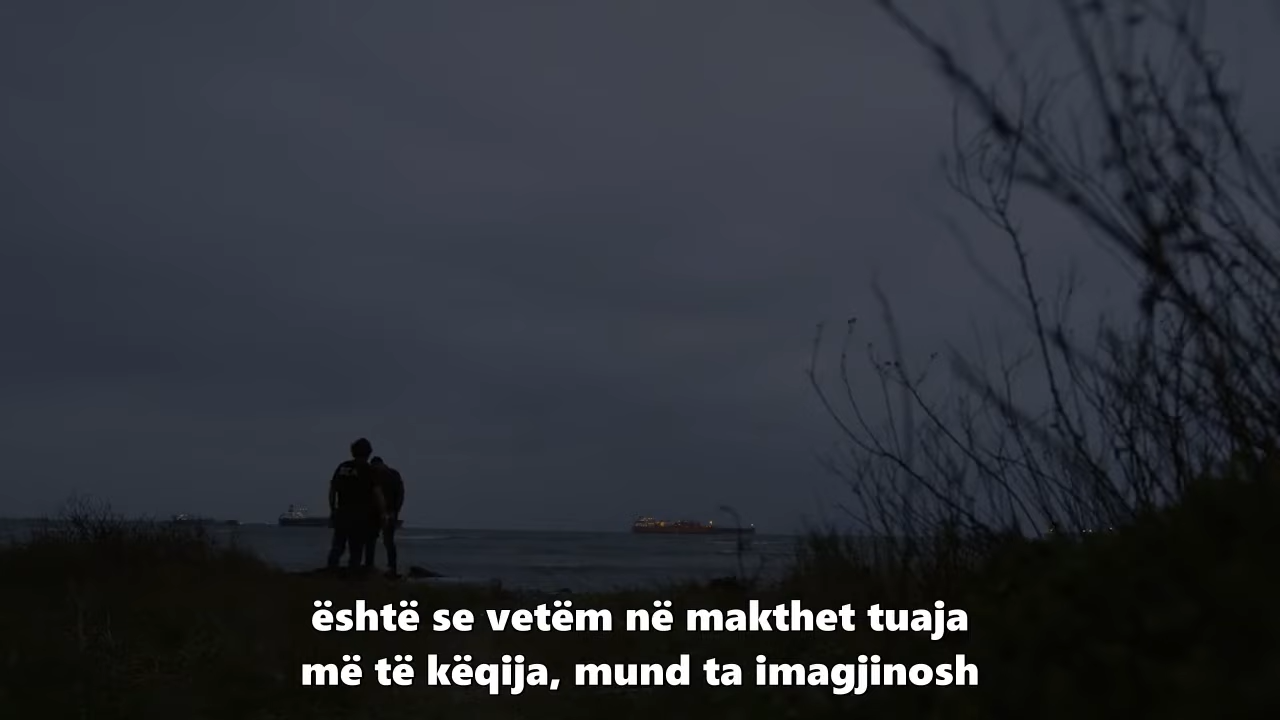 është se vetëm në makthet tuaja
më të këqija, mund ta imagjinosh